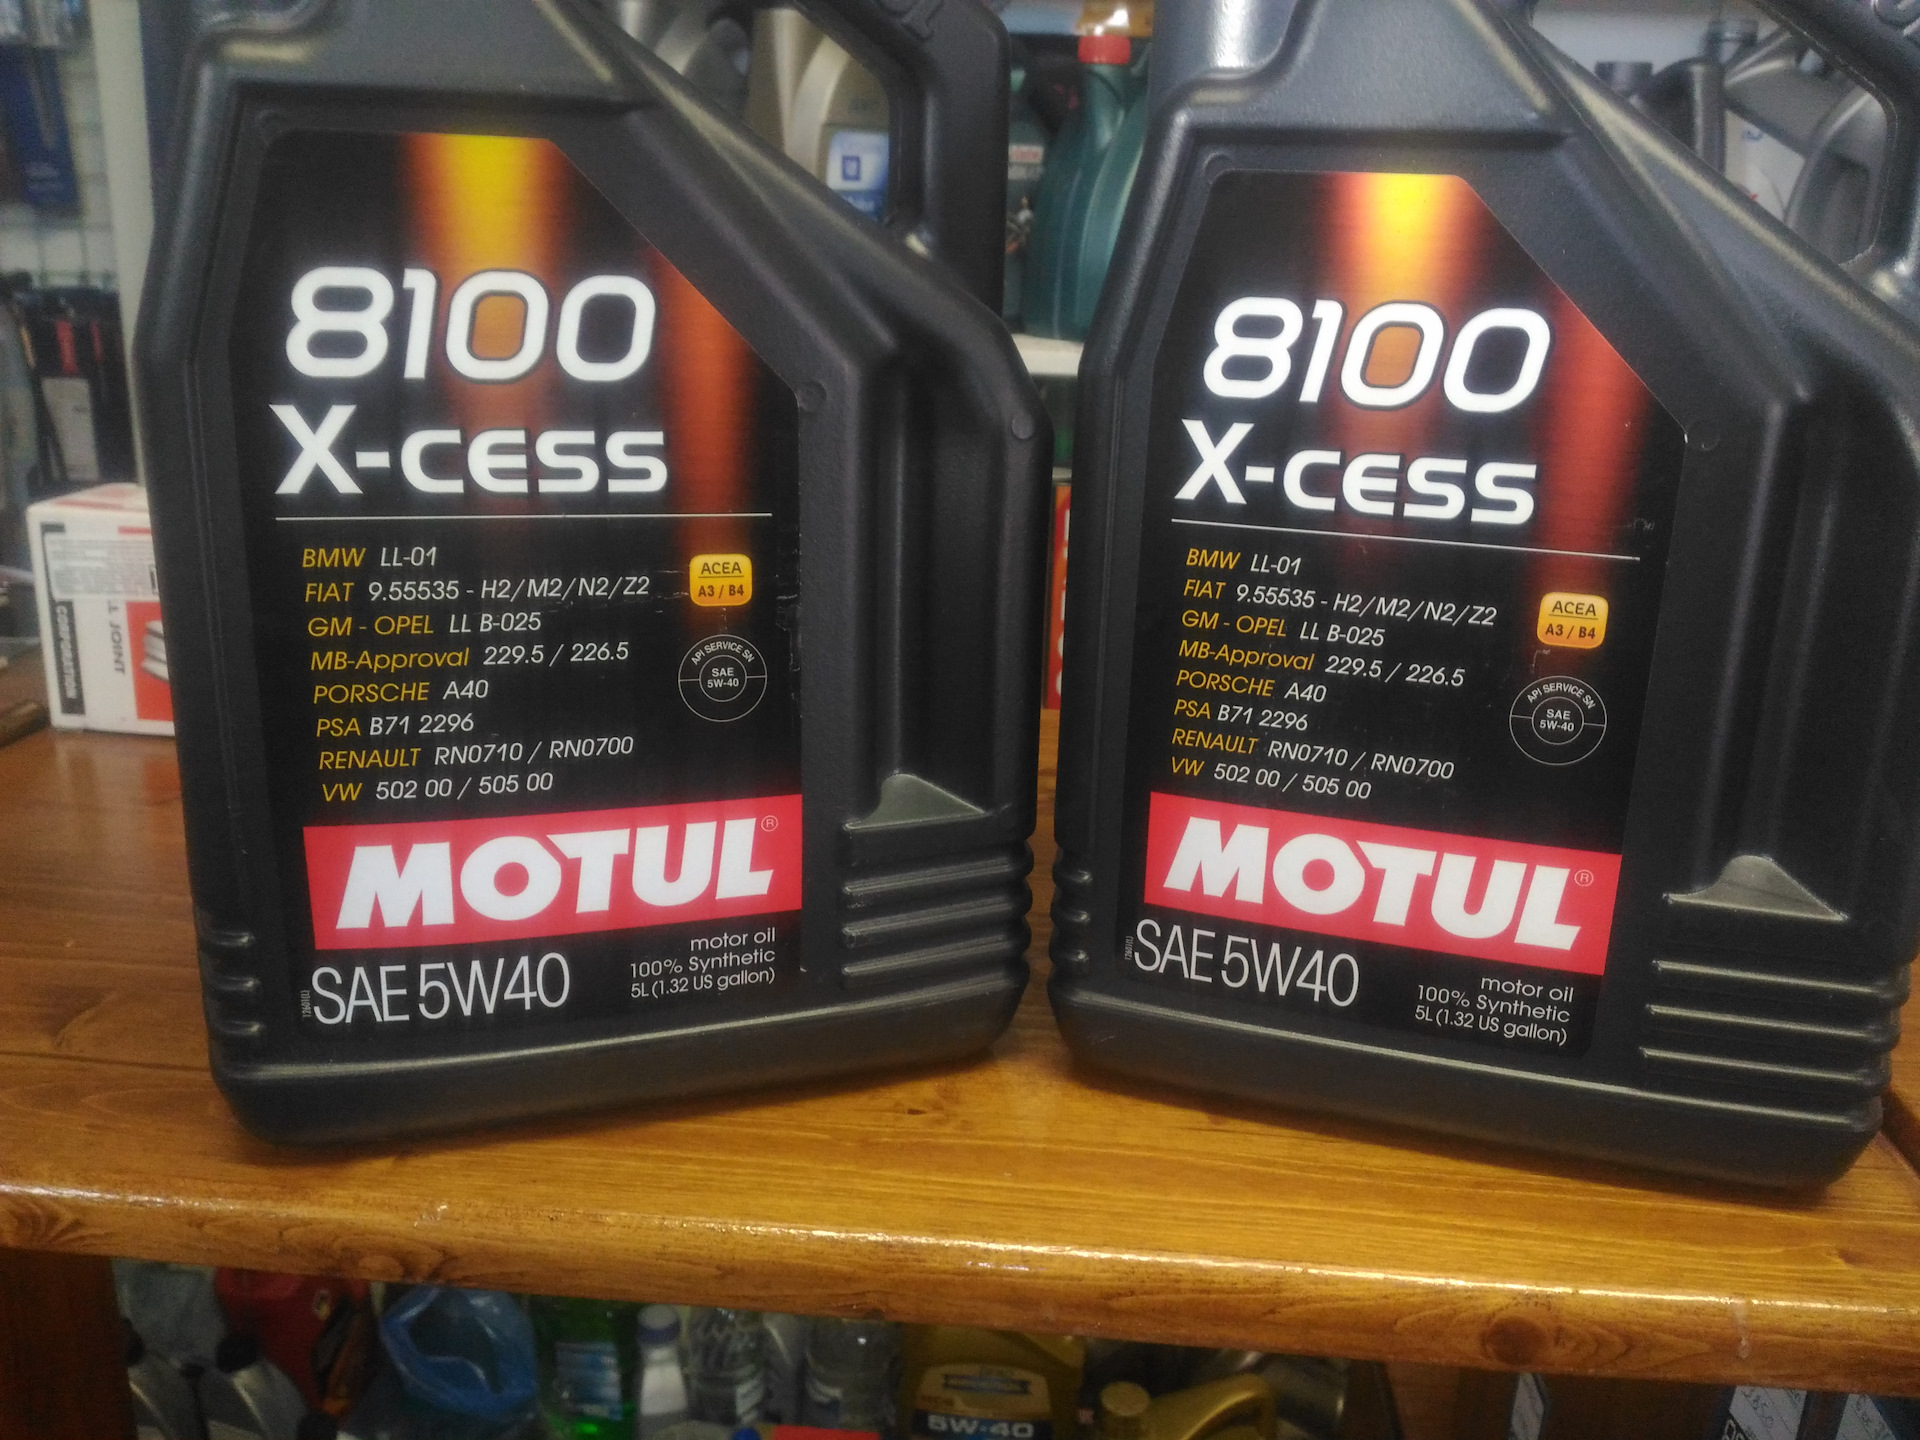 8100
X-CESS
BMW LL-01
FIAT 9.55535 - H2/M2/N2/Z2
GM - OPEL LL B-025
MB-Approval 229.5 / 226.5
PORSCHE A40
PSA B71 2296
RENAULT RN0710 / RN0700
VW 502 00 / 505 00
ACEA
A3 / B4
API SERVICE SN
SAE
5W-40
MOTUL®
SAE 5W40
motor oil
100% Synthetic
5L (1.32 US gallon)
8100
X-CESS
BMW LL-01
FIAT 9.55535 - H2/M2/N2/Z2
GM - OPEL LL B-025
MB-Approval 229.5 / 226.5
PORSCHE A40
PSA B71 2296
RENAULT RN0710 / RN0700
VW 502 00 / 505 00
ACEA
A3 / B4
API SERVICE SN
SAE
5W-40
MOTUL®
SAE 5W40
motor oil
100% Synthetic
5L (1.32 US gallon)
GM
JOINT
CORPORATION
5W-40